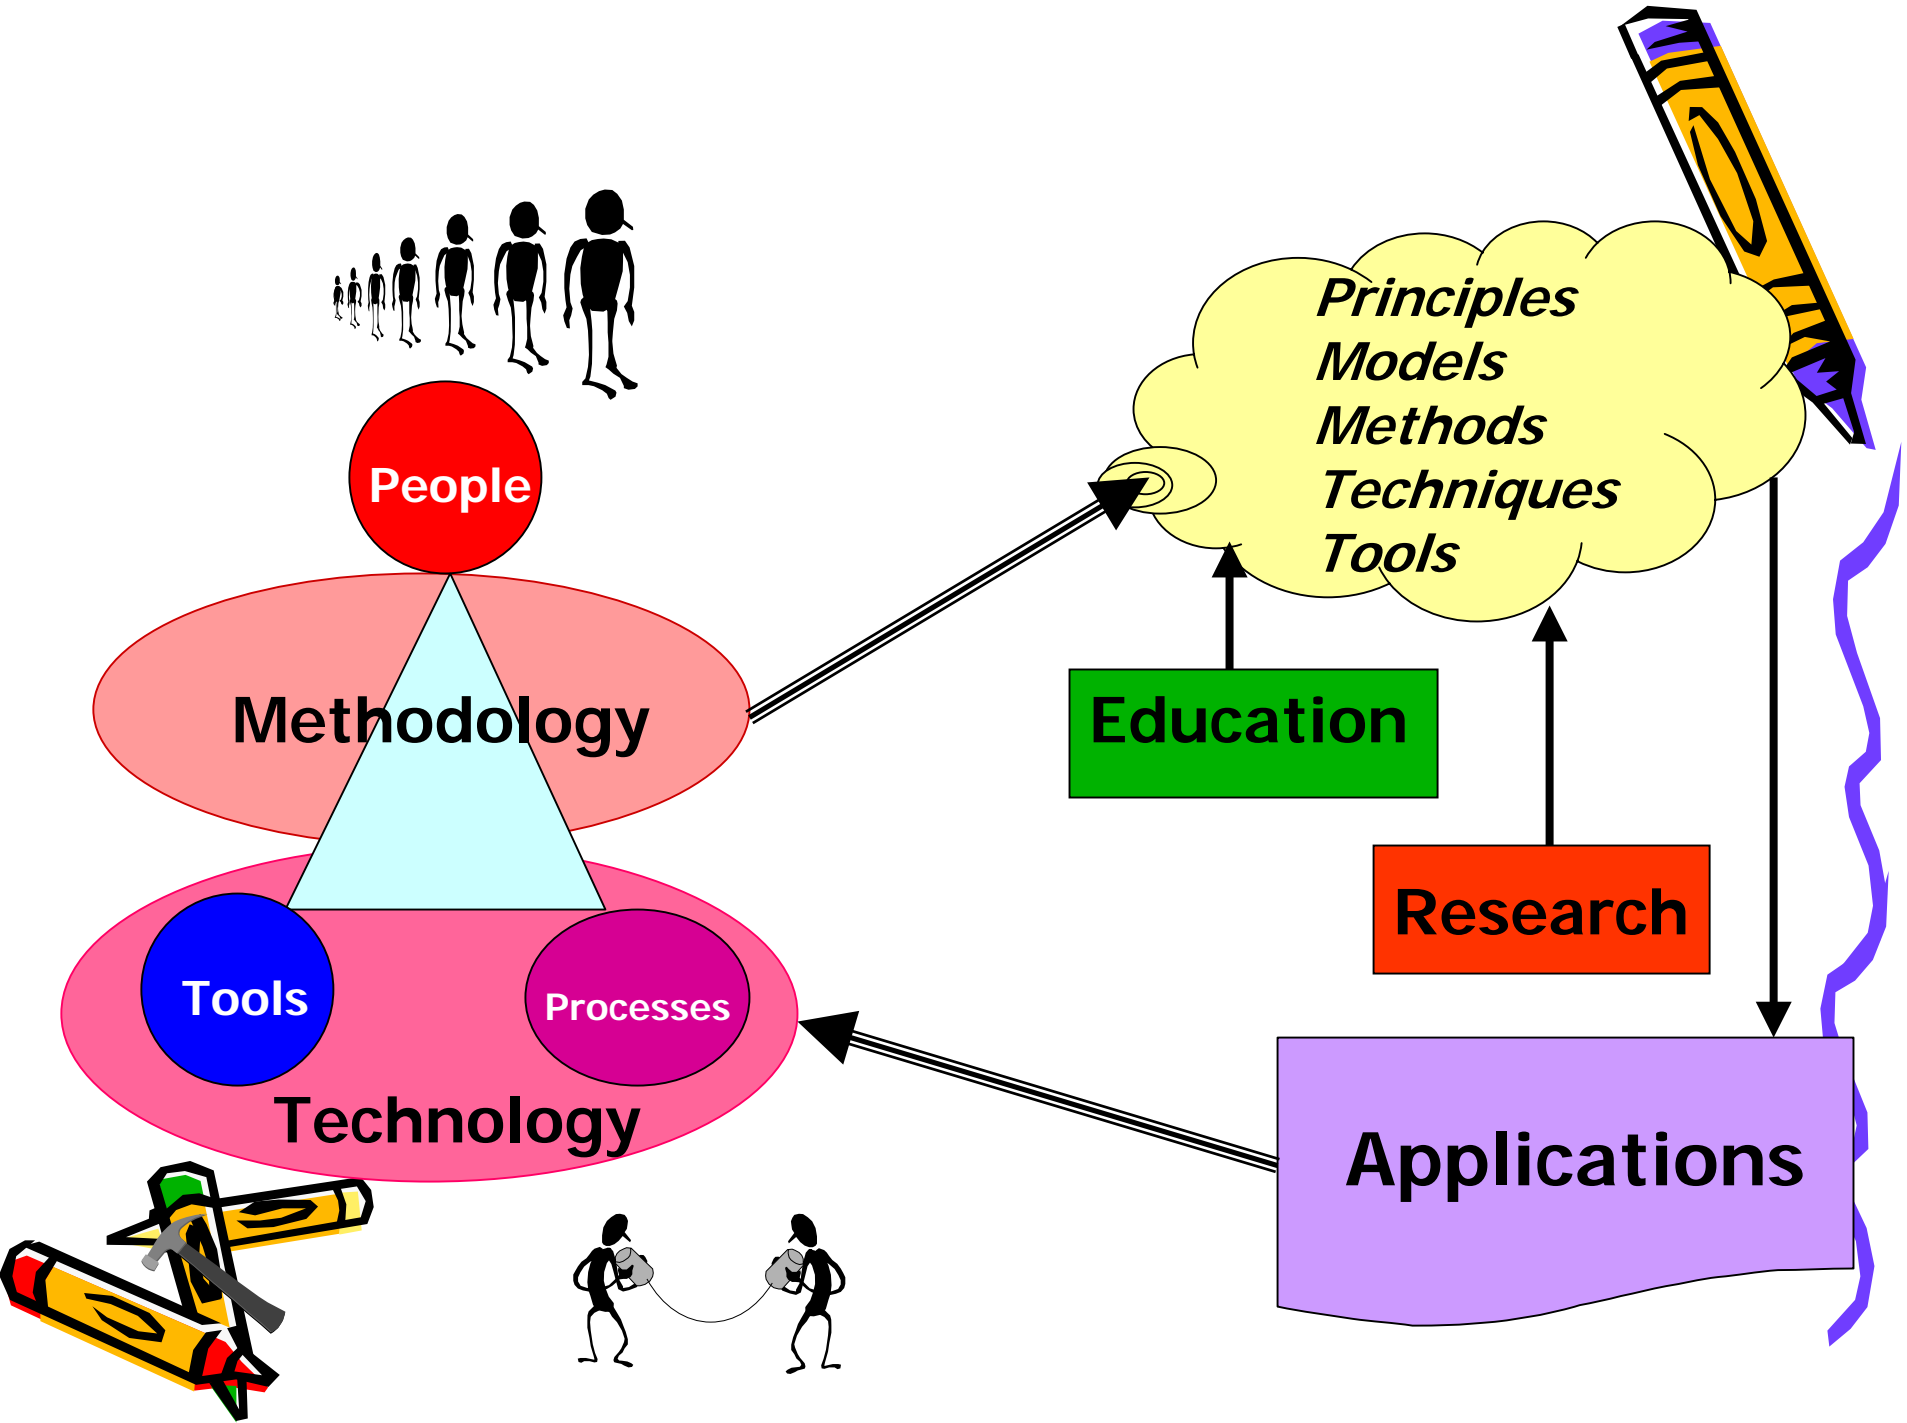 People
Methodology
Tools
Processes
Technology
Principles
Models
Methods
Techniques
Tools
Education
Research
Applications